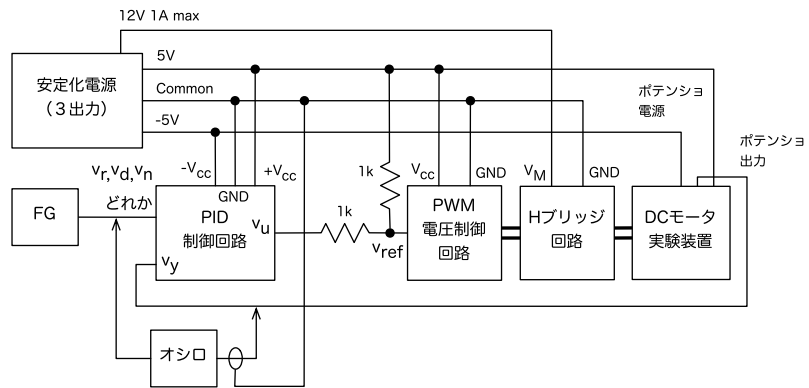 12V 1A max
5V
安定化電源
(3出力)
Common
-5V
ポテンショ
電源
ポテンショ
出力
vr,vd,vn
どれか
-Vcc
GND
+Vcc
1k
Vcc
GND
VM
GND
FG
PID
制御回路
vu
vy
1k
vref
PWM
電圧制御
回路
Hブリッジ
回路
DCモータ
実験装置
オシロ